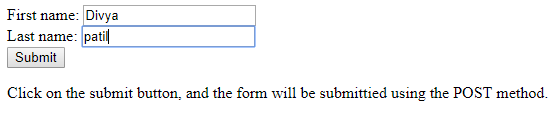 First name: Divya
Last name: patil
Submit
Click on the submit button, and the form will be submittied using the POST method.